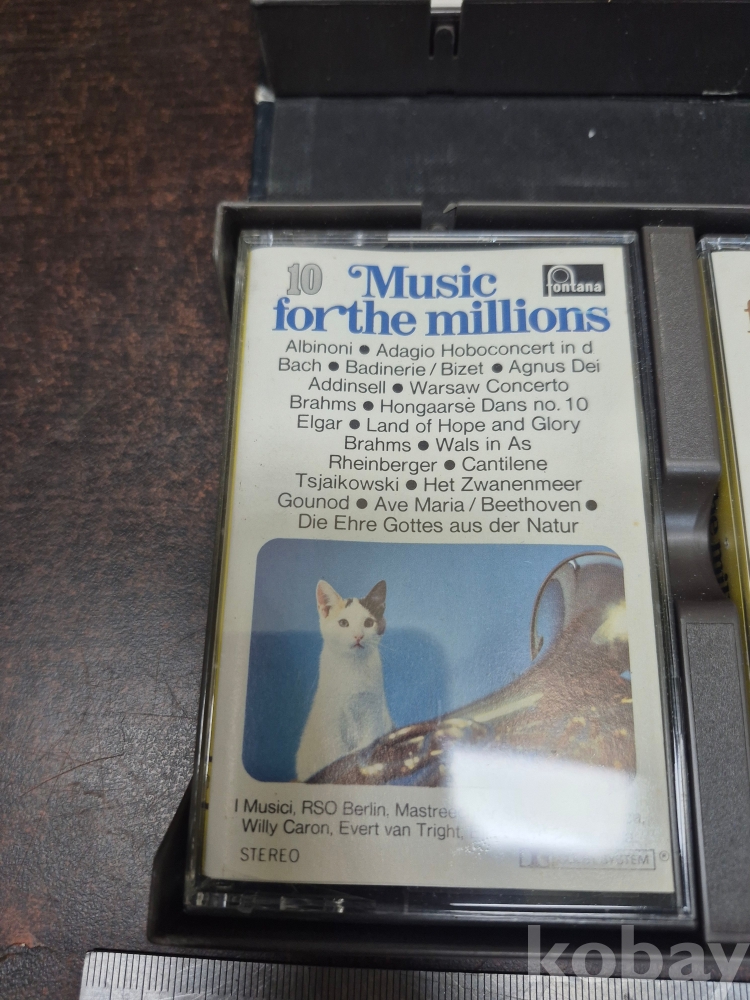 10 Music fontana
for the millions
Albinoni ● Adagio Hoboconcert in d
Bach ● Badinerie / Bizet ● Agnus Dei
Addinsell ● Warsaw Concerto
Brahms ● Hongaarse Dans no. 10
Elgar ● Land of Hope and Glory
Brahms ● Wals in As
Rheinberger ● Cantilene
Tsjaikowski ● Het Zwanenmeer
Gounod ● Ave Maria / Beethoven ●
Die Ehre Gottes aus der Natur
I Musici, RSO Berlin,
Willy Caron, Evert van Tright,
STEREO SYSTEM
kobay